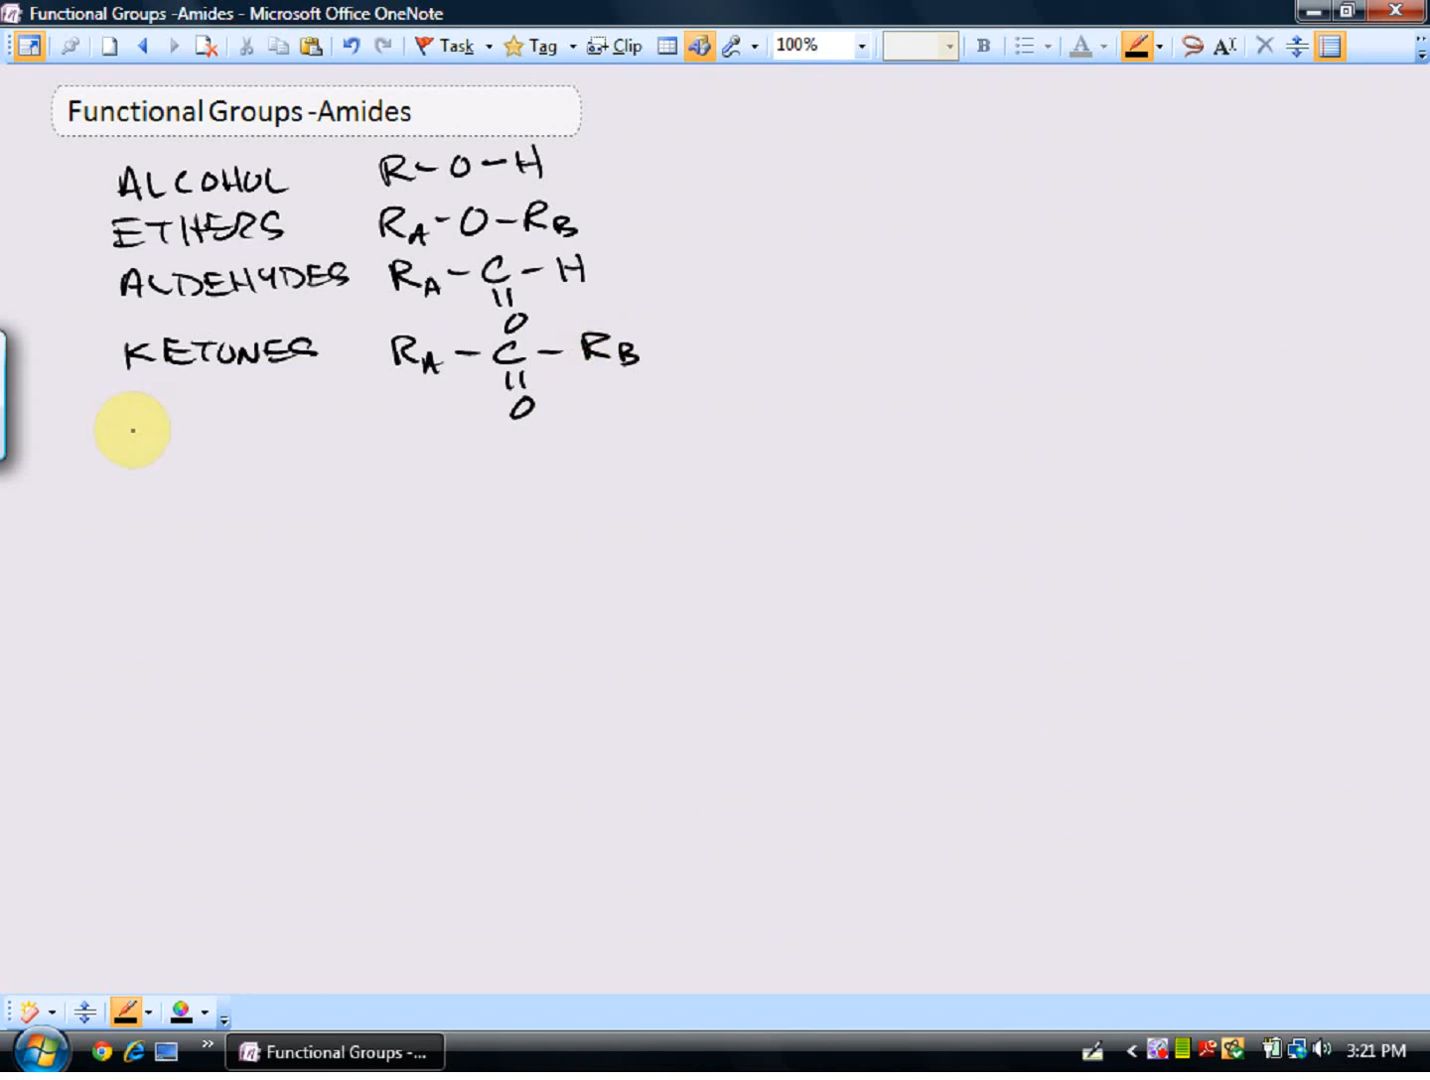 Functional Groups -Amides - Microsoft Office OneNote
Task Tag Clip 100% B A A
Functional Groups -Amides
ALCOHOL R-O-H
ETHERS RA-O-RB
ALDEHYDES RA-C-H
=
O
KETONES RA-C-RB
=
O
Functional Groups -... 3:21 PM